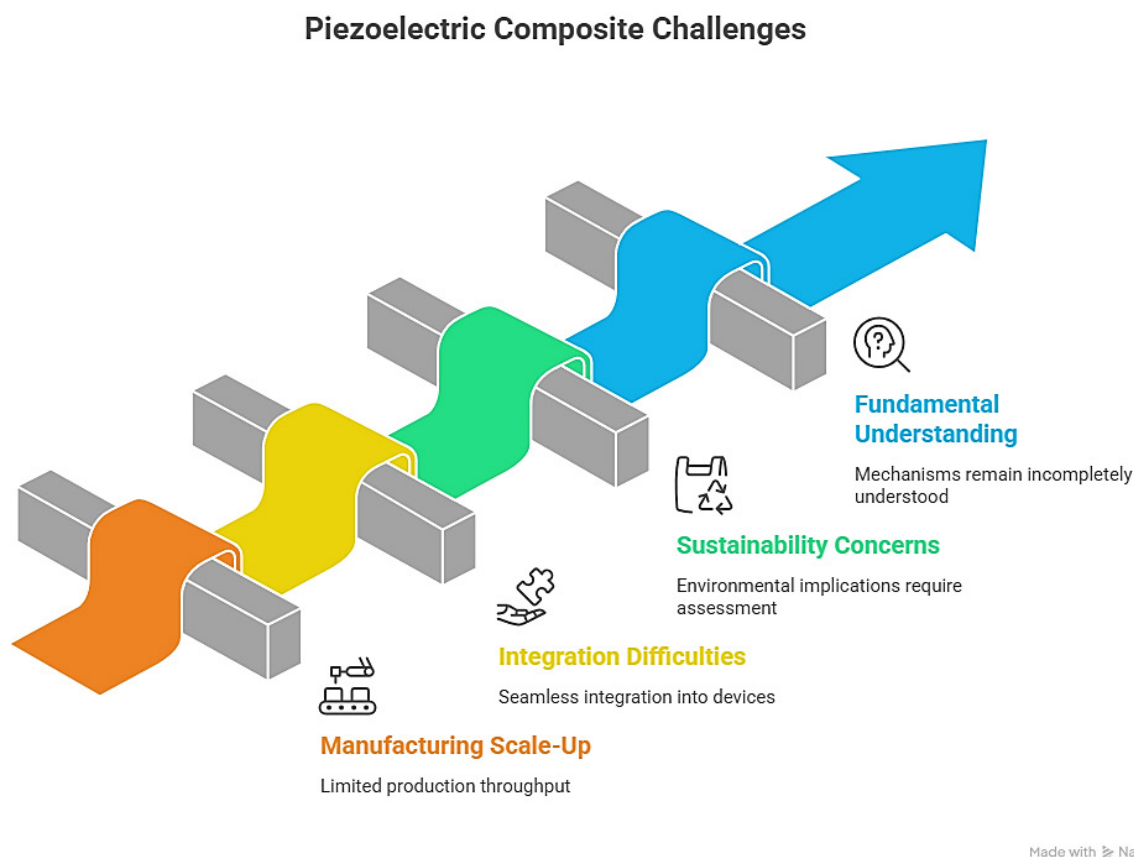 Piezoelectric Composite Challenges
Fundamental
Understanding
Mechanisms remain incompletely
understood
Sustainability Concerns
Environmental implications require
assessment
Integration Difficulties
Seamless integration into devices
Manufacturing Scale-Up
Limited production throughput
Made with Na